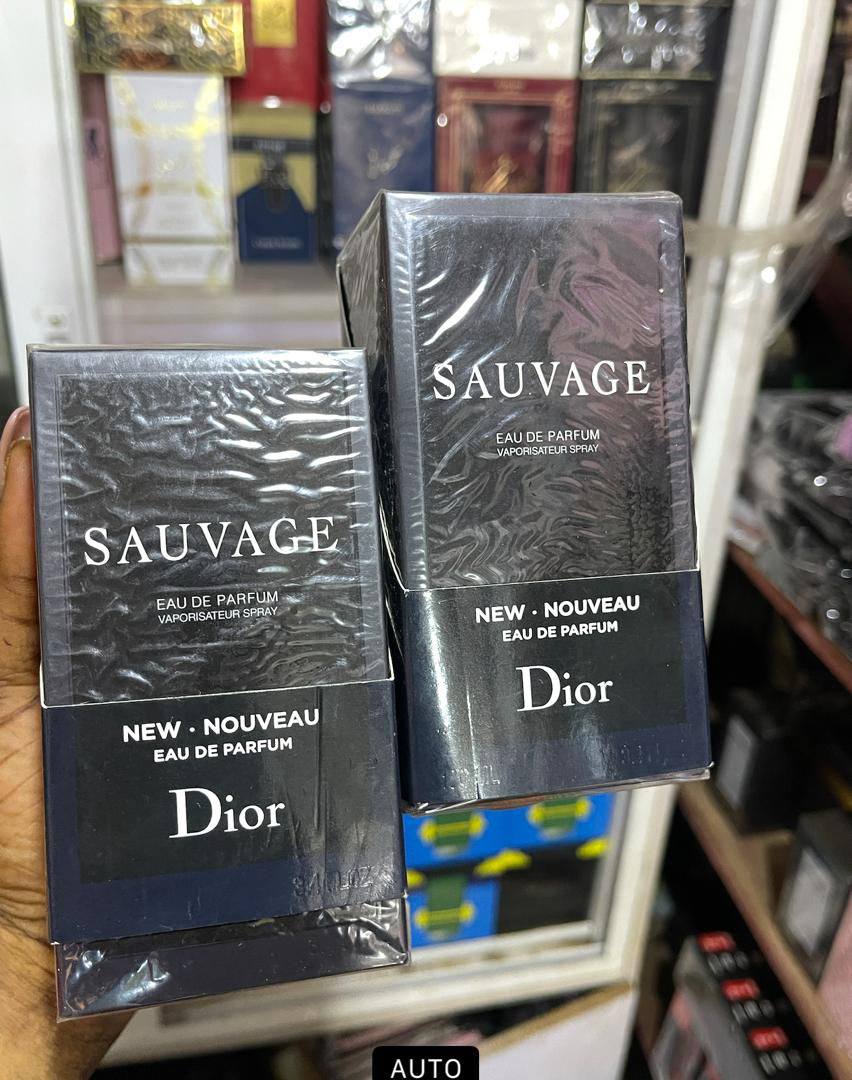 SAUVAGE
EAU DE PARFUM
VAPORISATEUR SPRAY
NEW · NOUVEAU
EAU DE PARFUM
Dior
SAUVAGE
EAU DE PARFUM
VAPORISATEUR SPRAY
NEW · NOUVEAU
EAU DE PARFUM
Dior
AUTO